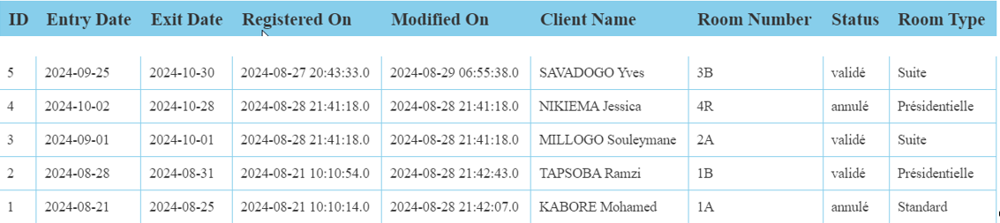 ID Entry Date Exit Date Registered On Modified On Client Name Room Number Status Room Type
5 2024-09-25 2024-10-30 2024-08-27 20:43:33.0 2024-08-29 06:55:38.0 SAVADOGO Yves 3B validé Suite
4 2024-10-02 2024-10-28 2024-08-28 21:41:18.0 2024-08-28 21:41:18.0 NIKIEMA Jessica 4R annulé Présidentielle
3 2024-09-01 2024-10-01 2024-08-28 21:41:18.0 2024-08-28 21:41:18.0 MILLOGO Souleymane 2A validé Suite
2 2024-08-28 2024-08-31 2024-08-21 10:10:54.0 2024-08-28 21:42:43.0 TAPSOBA Ramzi 1B validé Présidentielle
1 2024-08-21 2024-08-25 2024-08-21 10:10:14.0 2024-08-28 21:42:07.0 KABORE Mohamed 1A annulé Standard